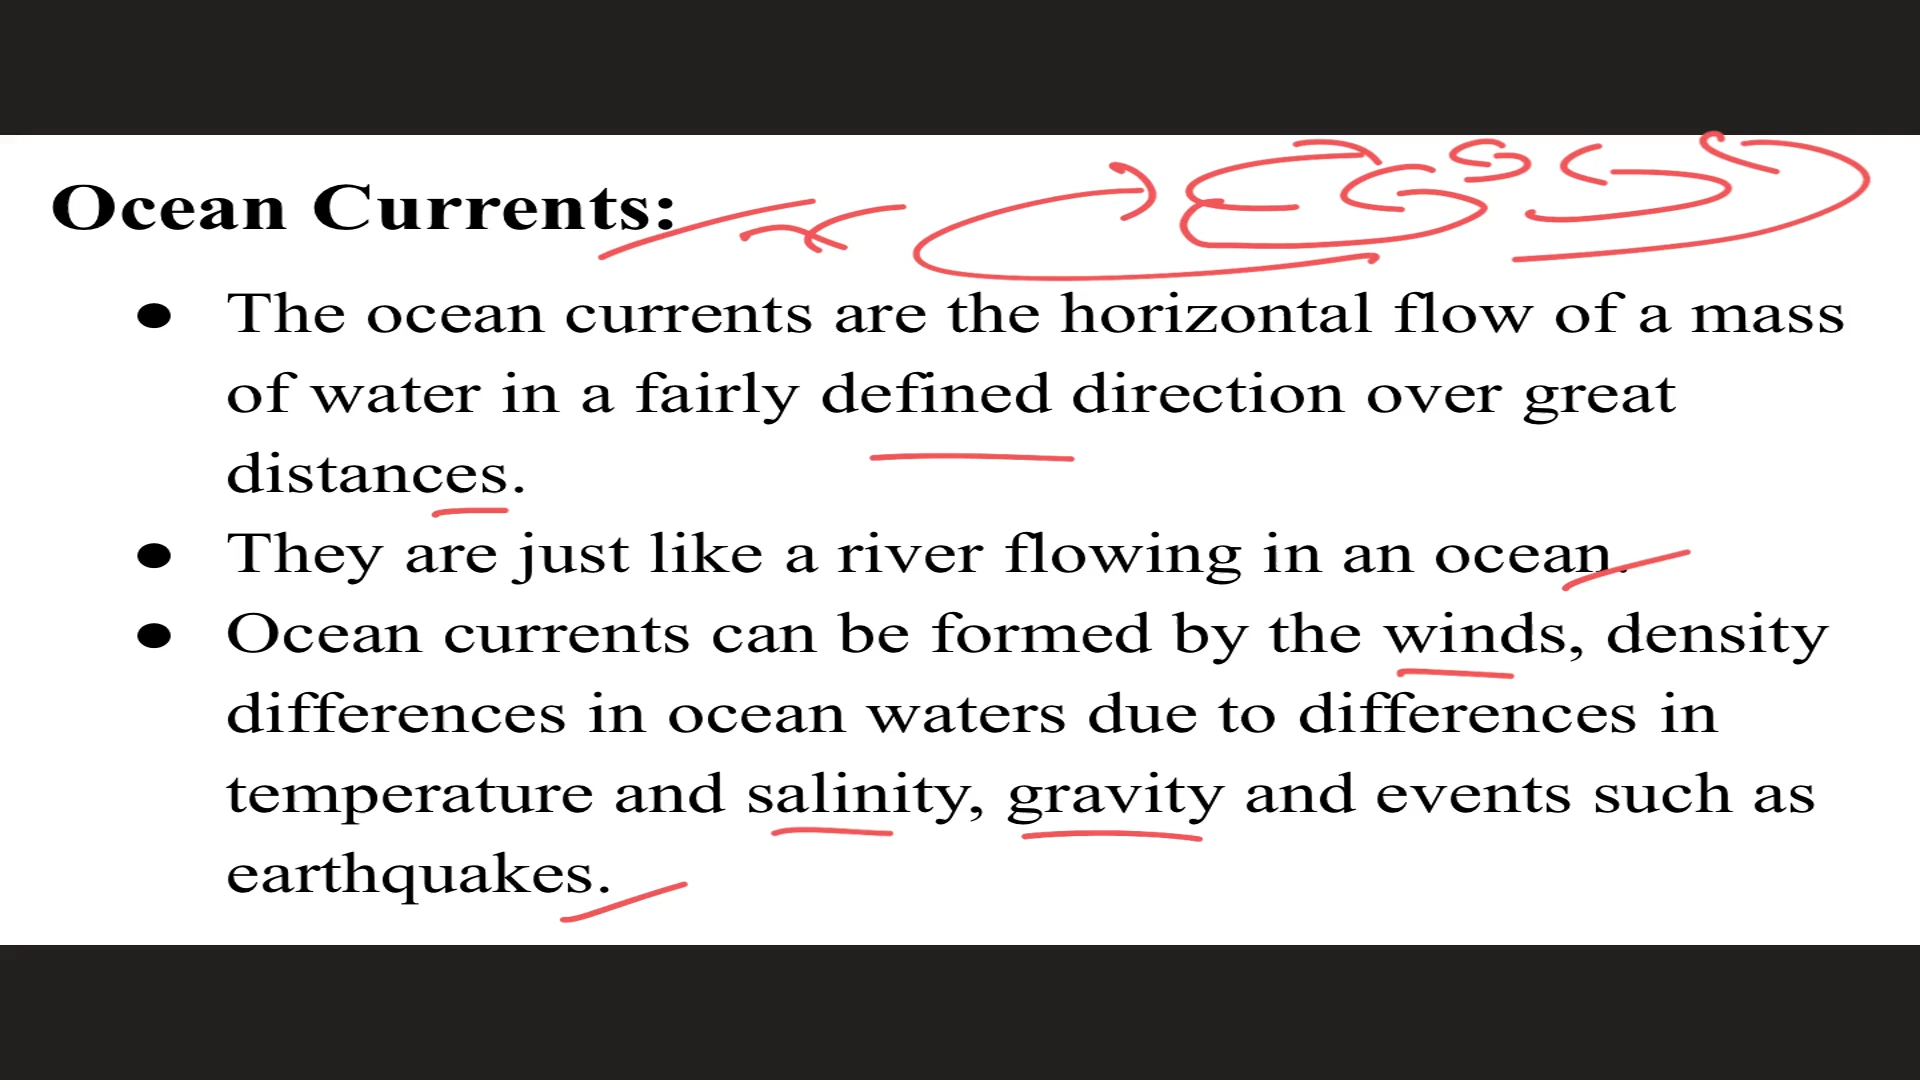 Ocean Currents:
● The ocean currents are the horizontal flow of a mass
of water in a fairly defined direction over great
distances.
● They are just like a river flowing in an ocean.
● Ocean currents can be formed by the winds, density
differences in ocean waters due to differences in
temperature and salinity, gravity and events such as
earthquakes.